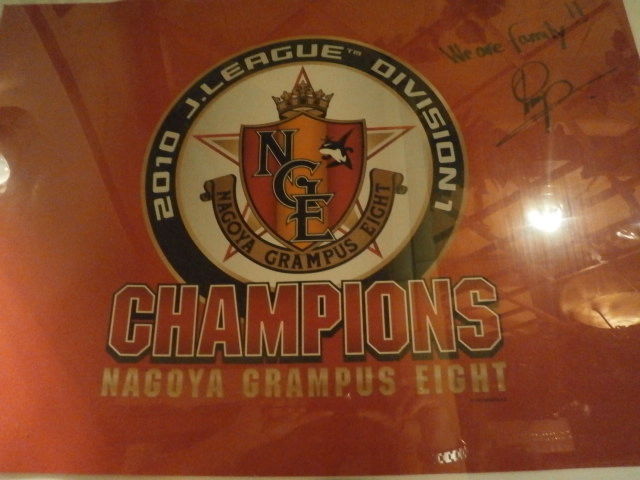 We are family!!
2010 J.LEAGUE™ DIVISION 1
NGE
NAGOYA GRAMPUS EIGHT
CHAMPIONS
NAGOYA GRAMPUS EIGHT